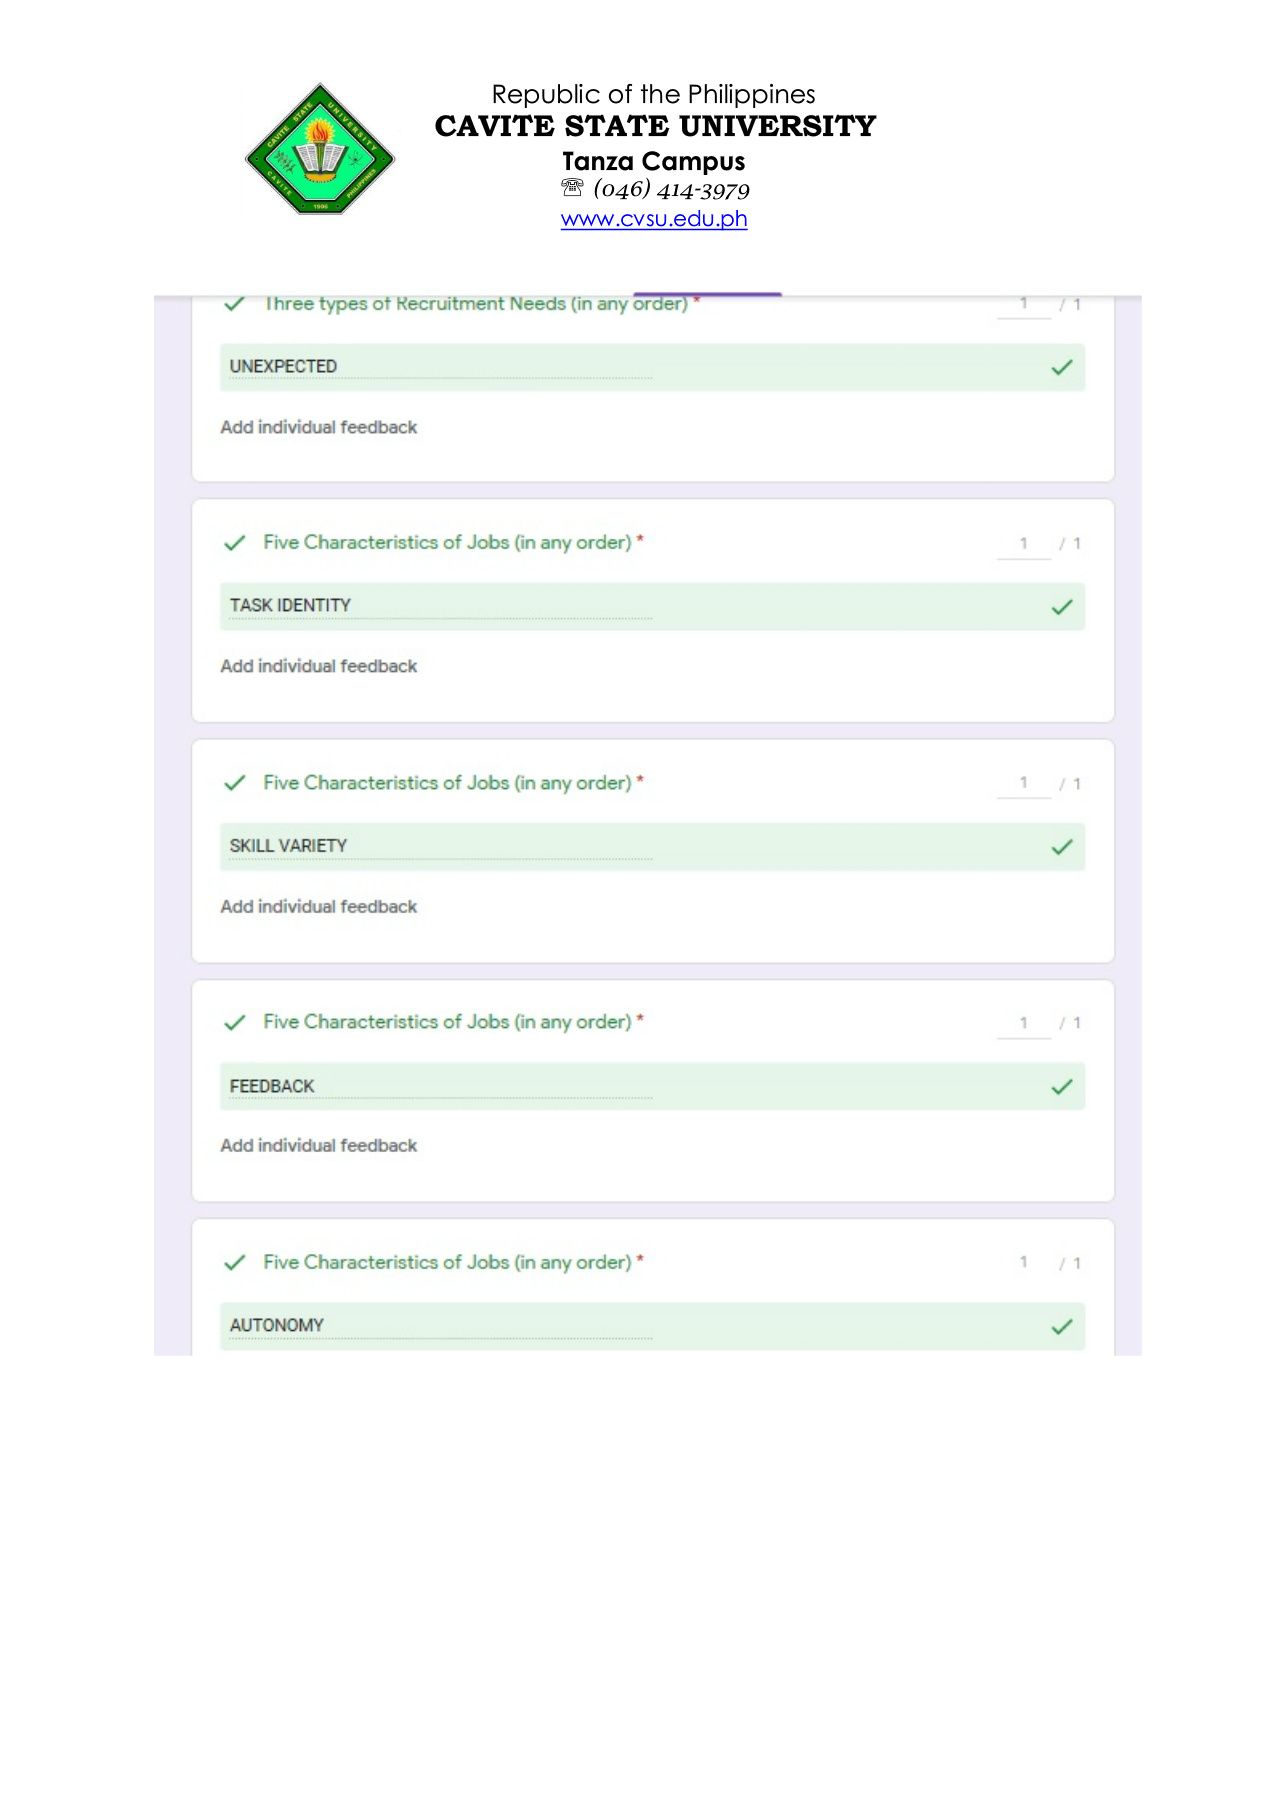 Republic of the Philippines
CAVITE STATE UNIVERSITY
Tanza Campus
☏ (046) 414-3979
www.cvsu.edu.ph
CAVITE STATE UNIVERSITY
CAVITE PHILIPPINES
1906
Three types of Recruitment Needs (in any order) * 1 / 1
UNEXPECTED
Add individual feedback
Five Characteristics of Jobs (in any order) * 1 / 1
TASK IDENTITY
Add individual feedback
Five Characteristics of Jobs (in any order) * 1 / 1
SKILL VARIETY
Add individual feedback
Five Characteristics of Jobs (in any order) * 1 / 1
FEEDBACK
Add individual feedback
Five Characteristics of Jobs (in any order) * 1 / 1
AUTONOMY